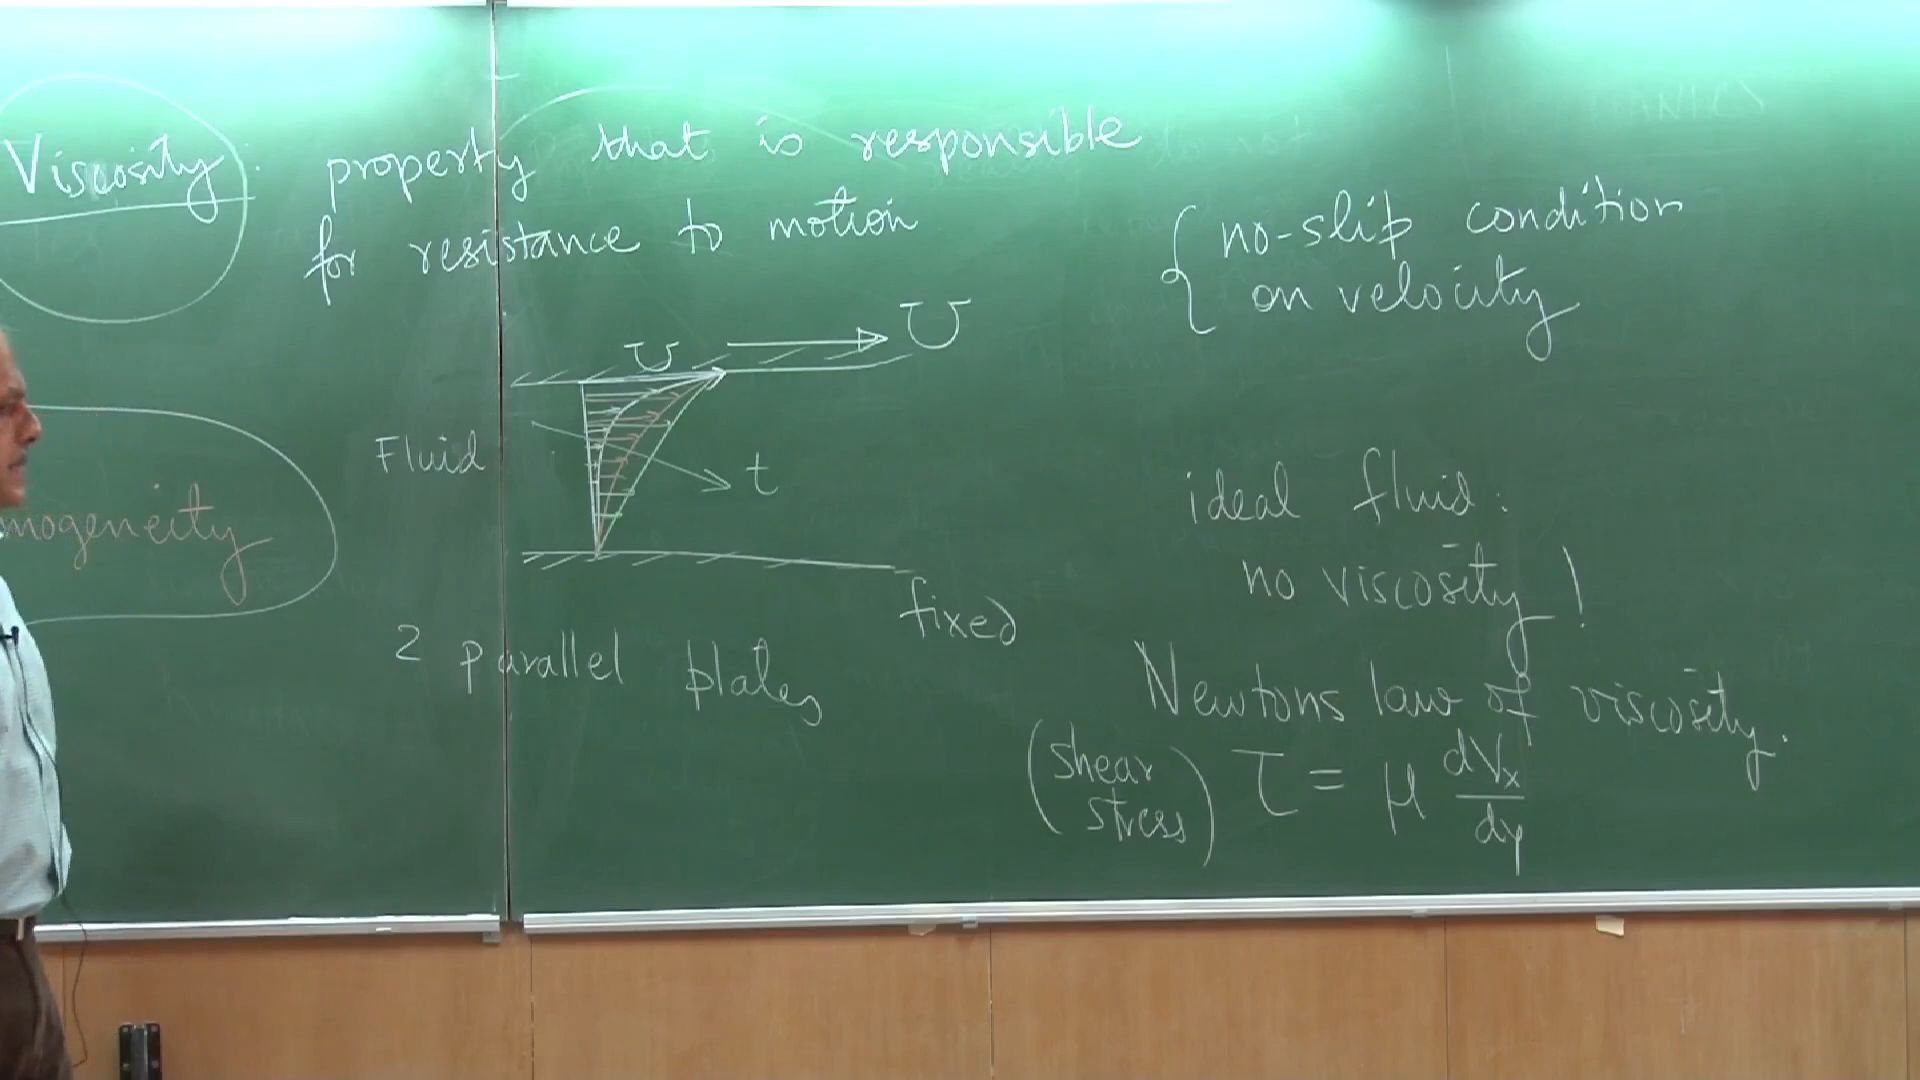 Viscosity: property that is responsible
for resistance to motion
{ no-slip condition
on velocity
U
U
Fluid
t
mogeneity
fixed
2 parallel plates
ideal fluid:
no viscosity!
Newtons law of viscosity.
(shear stress) τ = μ dVx/dy